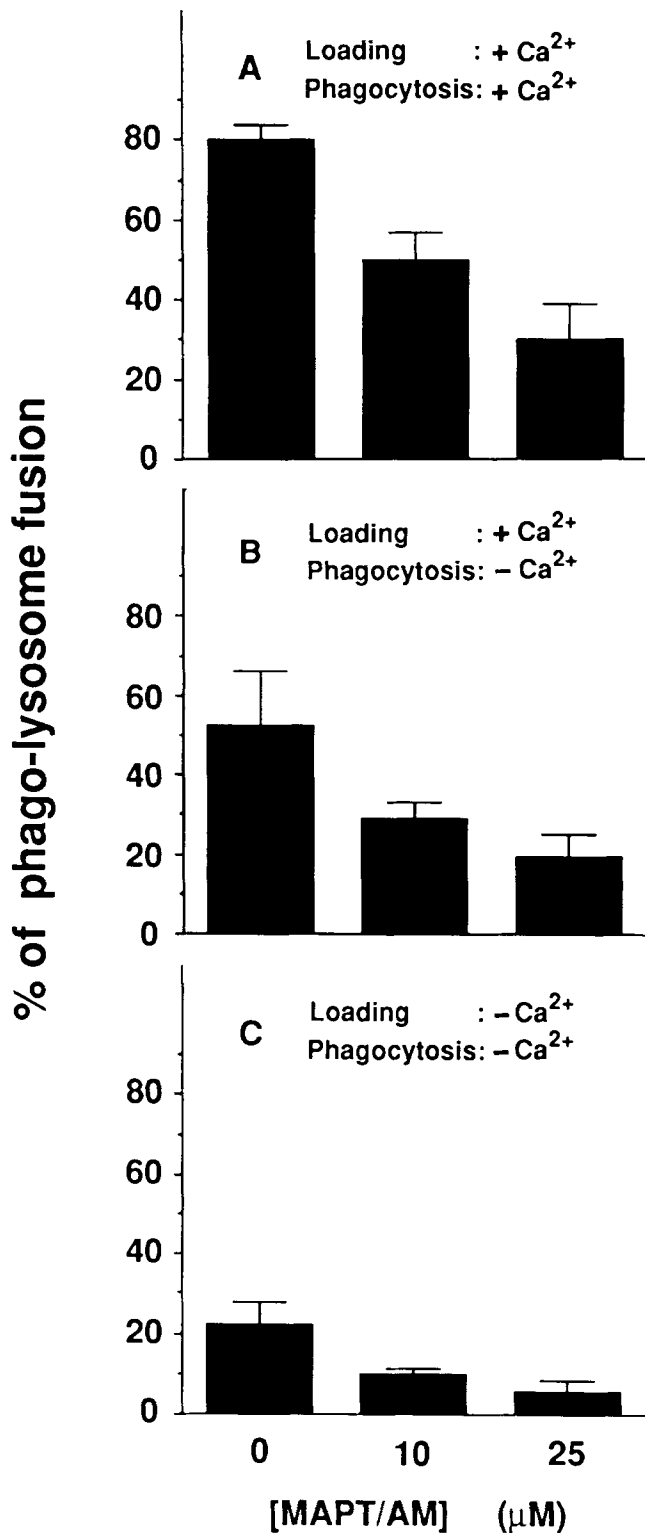 % of phago-lysosome fusion
A
Loading : + Ca²⁺
Phagocytosis: + Ca²⁺
80
60
40
20
0
B
Loading : + Ca²⁺
Phagocytosis: – Ca²⁺
80
60
40
20
0
C
Loading : – Ca²⁺
Phagocytosis: – Ca²⁺
80
60
40
20
0
0 10 25
[MAPT/AM] (μM)